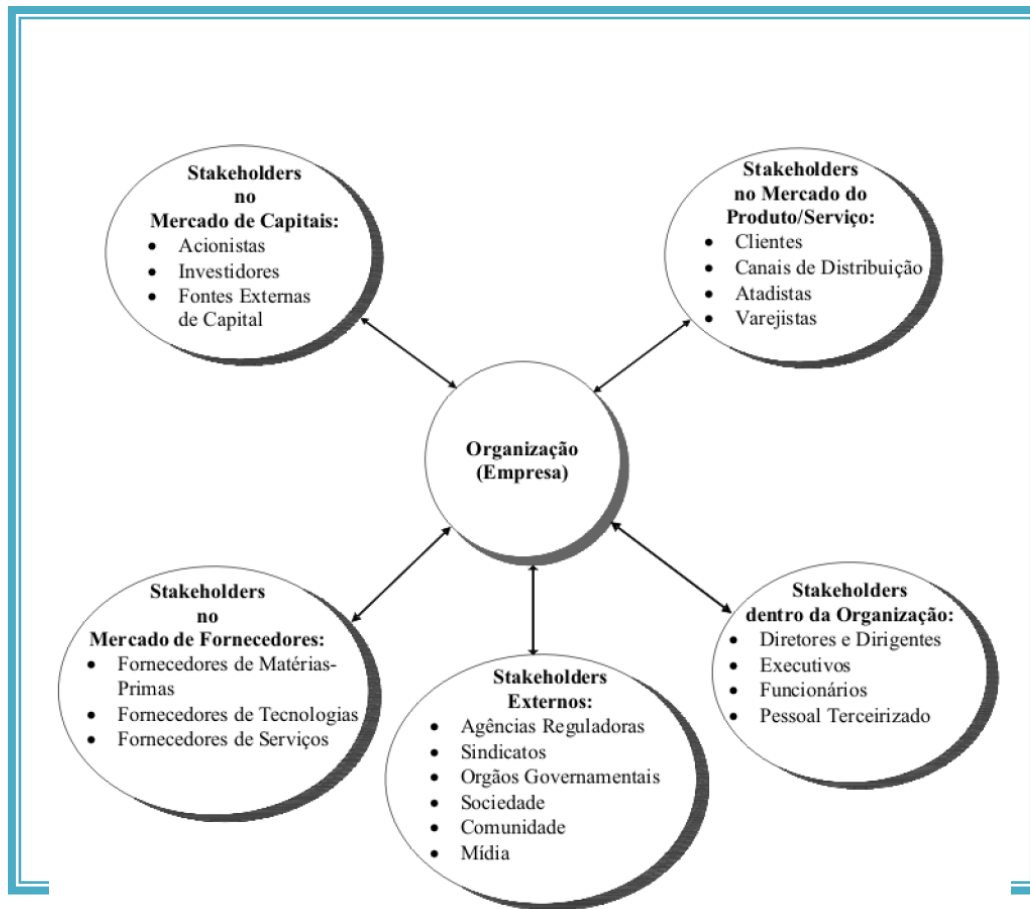 Stakeholders
no
Mercado de Capitais:
• Acionistas
• Investidores
• Fontes Externas
de Capital
Stakeholders
no Mercado do
Produto/Serviço:
• Clientes
• Canais de Distribuição
• Atadistas
• Varejistas
Organização
(Empresa)
Stakeholders
no
Mercado de Fornecedores:
• Fornecedores de Matérias-
Primas
• Fornecedores de Tecnologias
• Fornecedores de Serviços
Stakeholders
Externos:
• Agências Reguladoras
• Sindicatos
• Orgãos Governamentais
• Sociedade
• Comunidade
• Mídia
Stakeholders
dentro da Organização:
• Diretores e Dirigentes
• Executivos
• Funcionários
• Pessoal Terceirizado